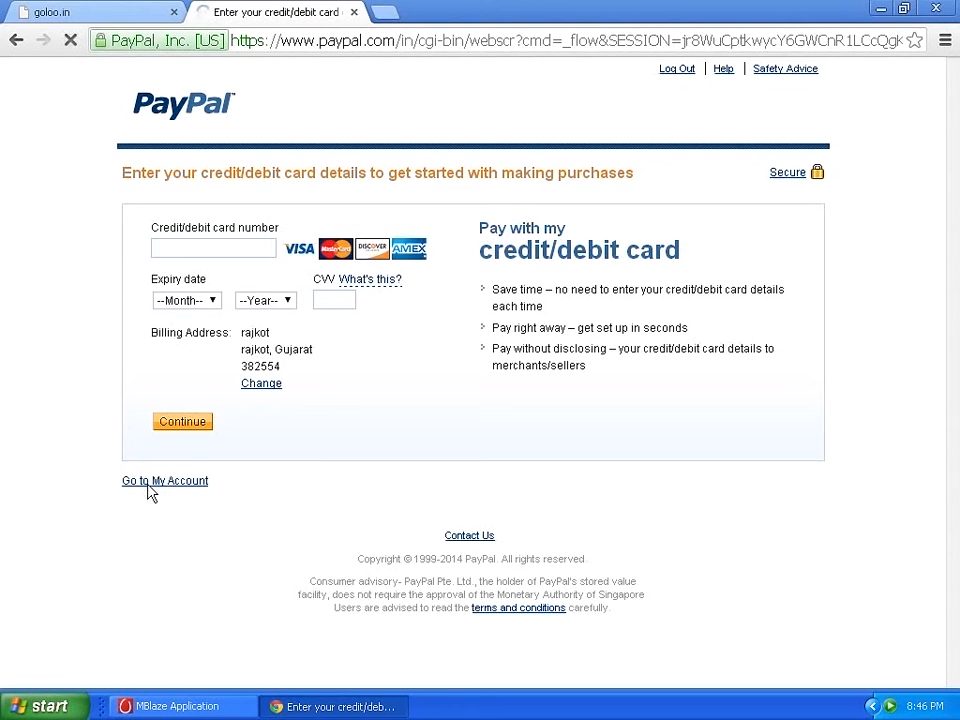 goloo.in
Enter your credit/debit card
PayPal, Inc. [US] https://www.paypal.com/in/cgi-bin/webscr?cmd=_flow&SESSION=jr8WuCptkwycY6GWCnR1LCcQgk
Log Out | Help | Safety Advice
PayPal
Enter your credit/debit card details to get started with making purchases
Secure
Credit/debit card number
VISA MasterCard DISCOVER AMEX
Expiry date
CVV What's this?
--Month--
--Year--
Billing Address: rajkot
rajkot, Gujarat
382554
Change
Continue
Pay with my
credit/debit card
Save time – no need to enter your credit/debit card details
each time
Pay right away – get set up in seconds
Pay without disclosing – your credit/debit card details to
merchants/sellers
Go to My Account
Contact Us
Copyright © 1999-2014 PayPal. All rights reserved.
Consumer advisory- PayPal Pte. Ltd., the holder of PayPal's stored value
facility, does not require the approval of the Monetary Authority of Singapore
Users are advised to read the terms and conditions carefully.
start
MBlaze Application
Enter your credit/deb...
8:46 PM